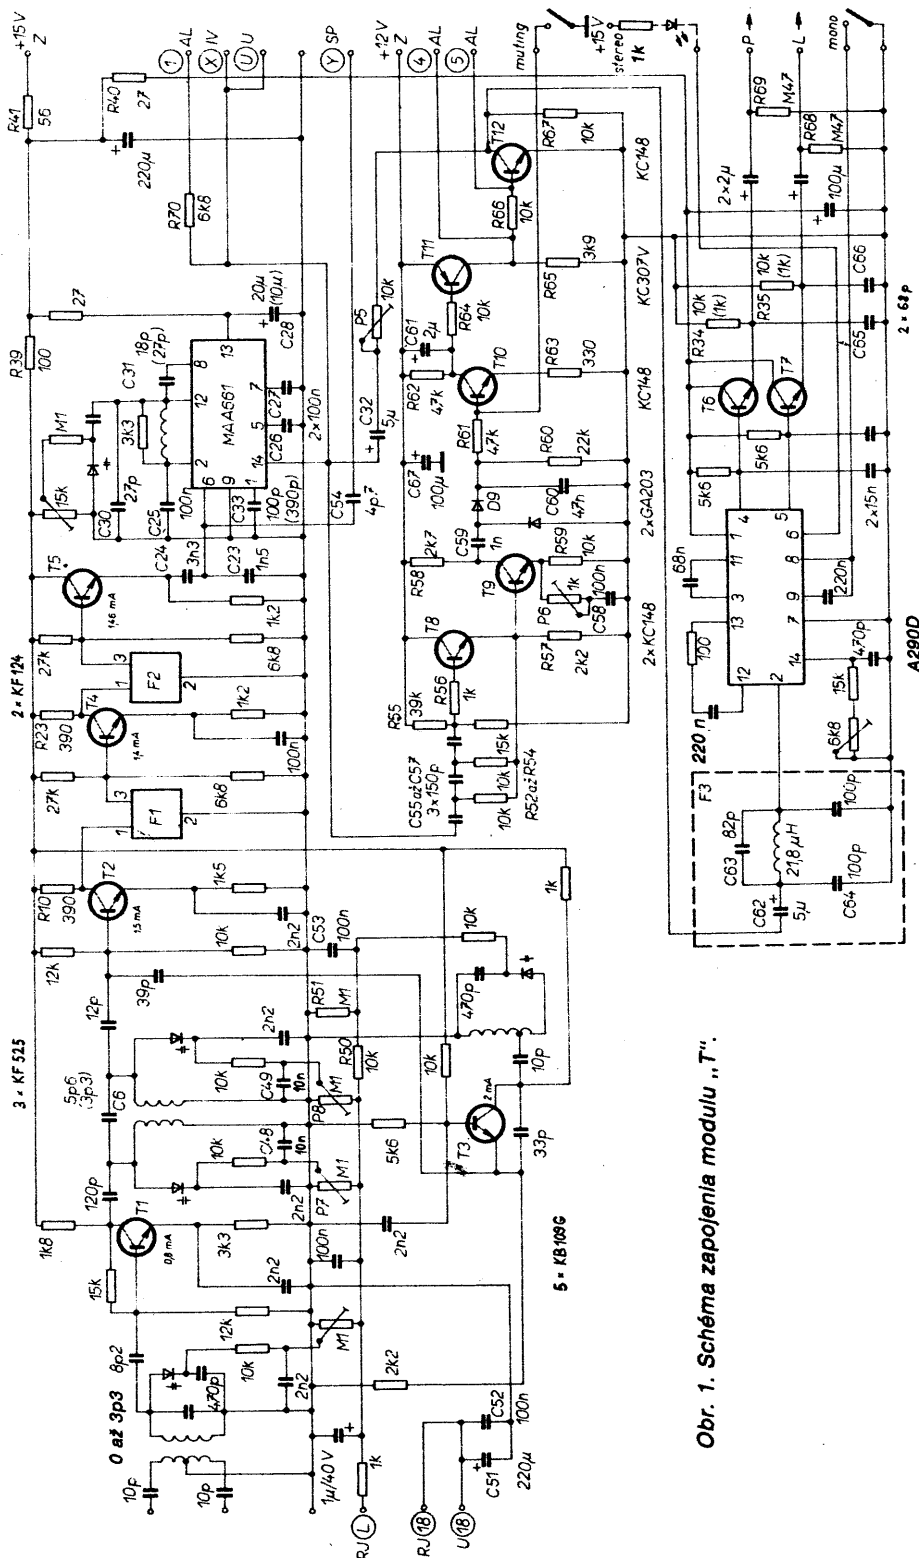 +15V
Z
R41
56
R40
27
220µ
R70
6k8
1
AL
X
IV
U
U
Y
SP
+12V
Z
4
AL
5
AL
muting
+15V
stereo
1k
P
L
mono
R39
100
27
20µ
(10µ)
C28
M1
15k
3k3
C31
18p
27p
MAA661
13
8
12
2
6
9
1
14
5
7
C30
27p
C25
100n
C33
100p
(390p)
C26
C27
2×100n
P5
10k
C32
5µ
C54
4p7
T5
1,6 mA
C24
3n3
C23
1n5
1k2
27k
6k8
F2
1
2
3
2× KF124
R23
390
T4
1,4 mA
1k2
100n
27k
6k8
F1
1
2
3
R10
390
T2
1,5 mA
1k5
2n2
12k
10k
39p
12p
3× KF525
5p6
(3p3)
C6
120p
1k8
15k
T1
0,8 mA
3k3
2n2
8p2
12k
10k
2n2
470p
0 až 3p3
10p
10p
1µ/40V
M1
100n
2n2
2n2
10k
C48
10n
P7
M1
10k
C49
10n
P8
M1
2n2
C53
100n
R51
M1
R50
10k
5k6
10k
T3
2 mA
33p
10p
470p
10k
1k
5× KB109G
1k
RJ
L
RJ
18
U
18
C51
220µ
C52
100n
2k2
T12
R67
10k
KC148
R66
10k
T11
R65
3k9
KC307V
R64
10k
C61
2µ
R62
47k
T10
R63
330
KC148
R61
47k
C67
100µ
R60
22k
2×GA203
D9
C60
47n
C59
1n
R58
2k7
T9
R59
10k
P6
1k
C58
100n
2×KC148
T8
R57
2k2
R56
1k
R55
39k
15k
C55 až C57
3×150p
10k
10k
R52 až R54
R69
M47
R68
M47
2×2µ
100µ
R34
10k
(1k)
R35
10k
(1k)
C65
C66
2× 68p
T6
T7
5k6
5k6
2×15n
68n
100
220n
4
5
11
6
3
8
13
9
12
7
2
14
220n
470p
15k
6k8
A290D
F3
C63
82p
21,8µH
C62
5µ
C64
100p
100p
Obr. 1. Schéma zapojenia modulu „T“.